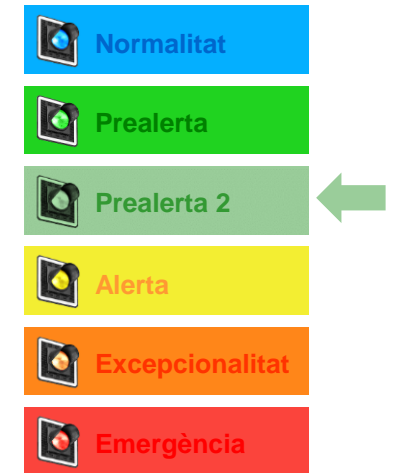 Normalitat
Prealerta
Prealerta 2
Alerta
Excepcionalitat
Emergència